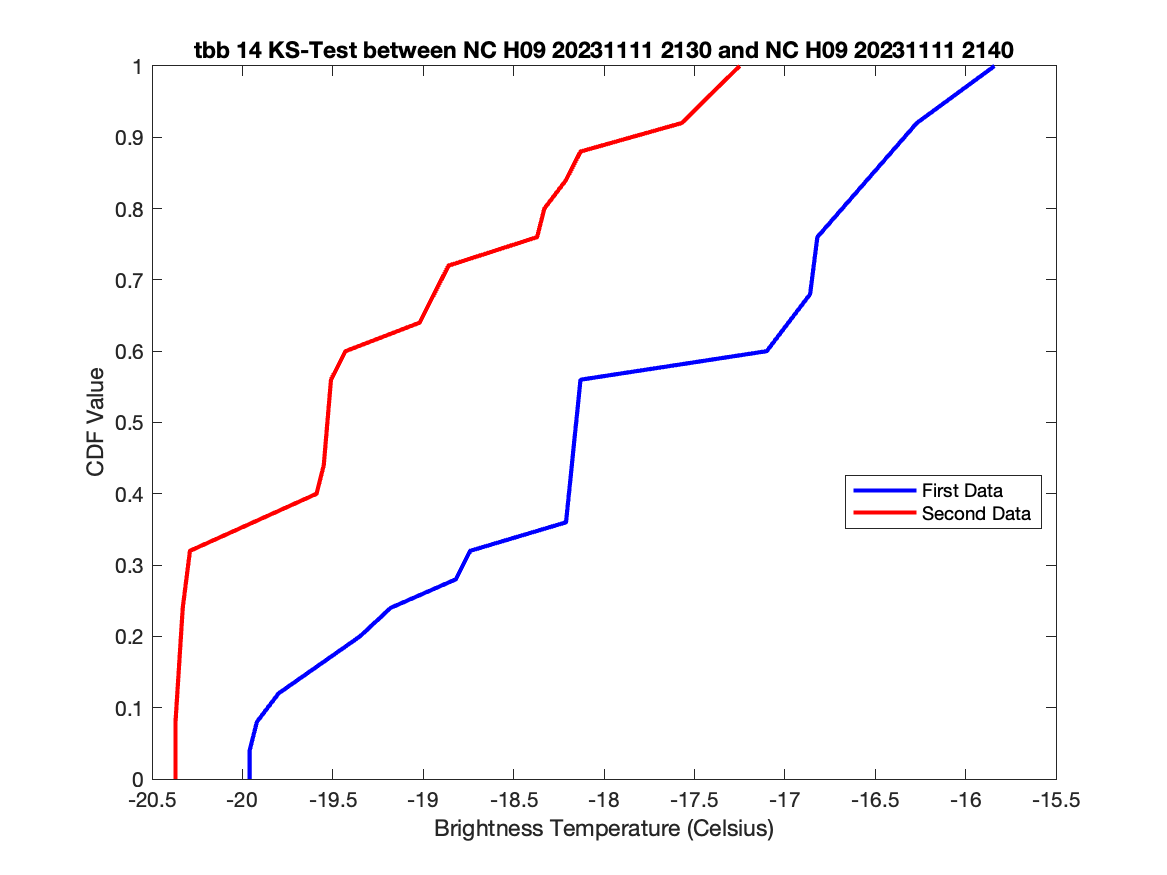 tbb 14 KS-Test between NC H09 20231111 2130 and NC H09 20231111 2140
1
0.9
0.8
0.7
0.6
0.5
0.4
0.3
0.2
0.1
0
CDF Value
First Data
Second Data
-20.5 -20 -19.5 -19 -18.5 -18 -17.5 -17 -16.5 -16 -15.5
Brightness Temperature (Celsius)